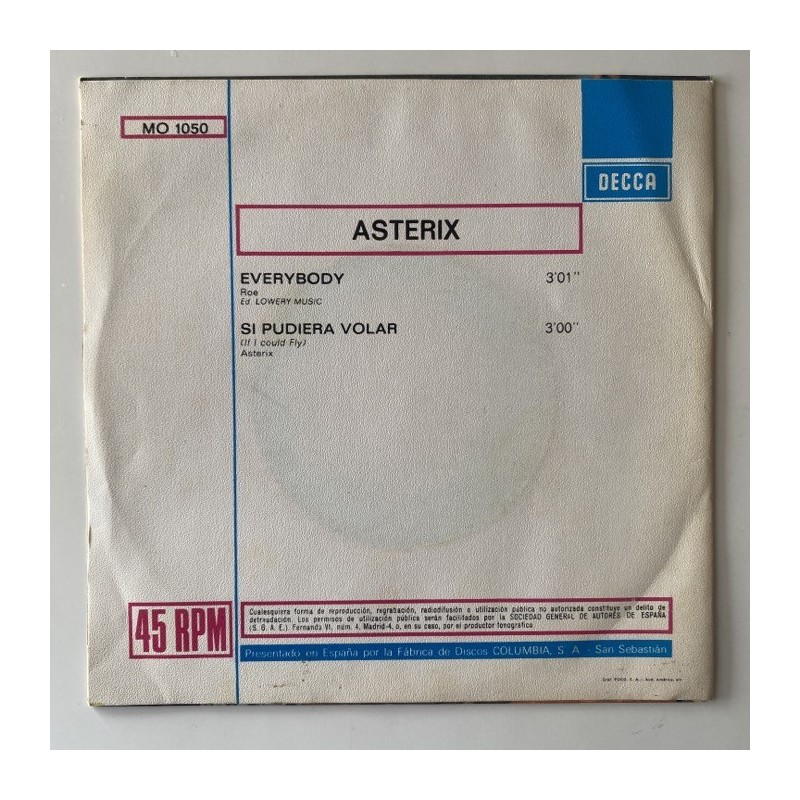 MO 1050
DECCA
ASTERIX
EVERYBODY 3'01"
Roe
Ed. LOWERY MUSIC
SI PUDIERA VOLAR 3'00"
(If I could Fly)
Asterix
45 RPM
Cualesquiera forma de reproducción, regrabación, radiodifusión o utilización pública no autorizada constituye un delito de
defraudación. Los permisos de utilización pública serán facilitados por la SOCIEDAD GENERAL DE AUTORES DE ESPAÑA
(S. G. A. E.). Fernando VI, núm. 4, Madrid-4, o, en su caso, por el productor fonográfico
Presentado en España por la Fábrica de Discos COLUMBIA, S. A. - San Sebastián